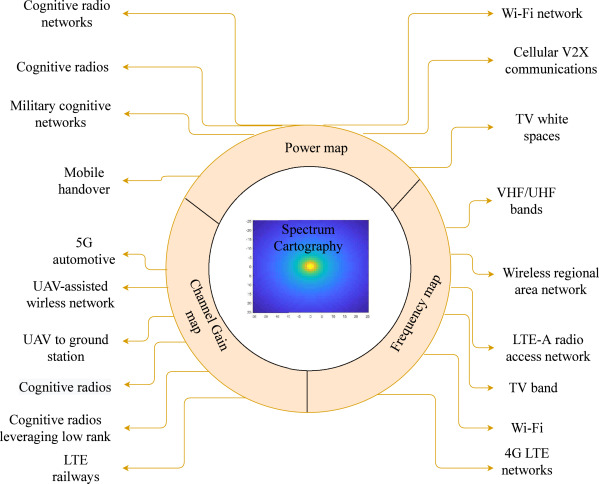 Cognitive radio
networks
Cognitive radios
Military cognitive
networks
Mobile
handover
5G
automotive
UAV-assisted
wirless network
UAV to ground
station
Cognitive radios
Cognitive radios
leveraging low rank
LTE
railways
Power map
Channel Gain
map
Frequency map
Spectrum
Cartography
Wi-Fi network
Cellular V2X
communications
TV white
spaces
VHF/UHF
bands
Wireless regional
area network
LTE-A radio
access network
TV band
Wi-Fi
4G LTE
networks